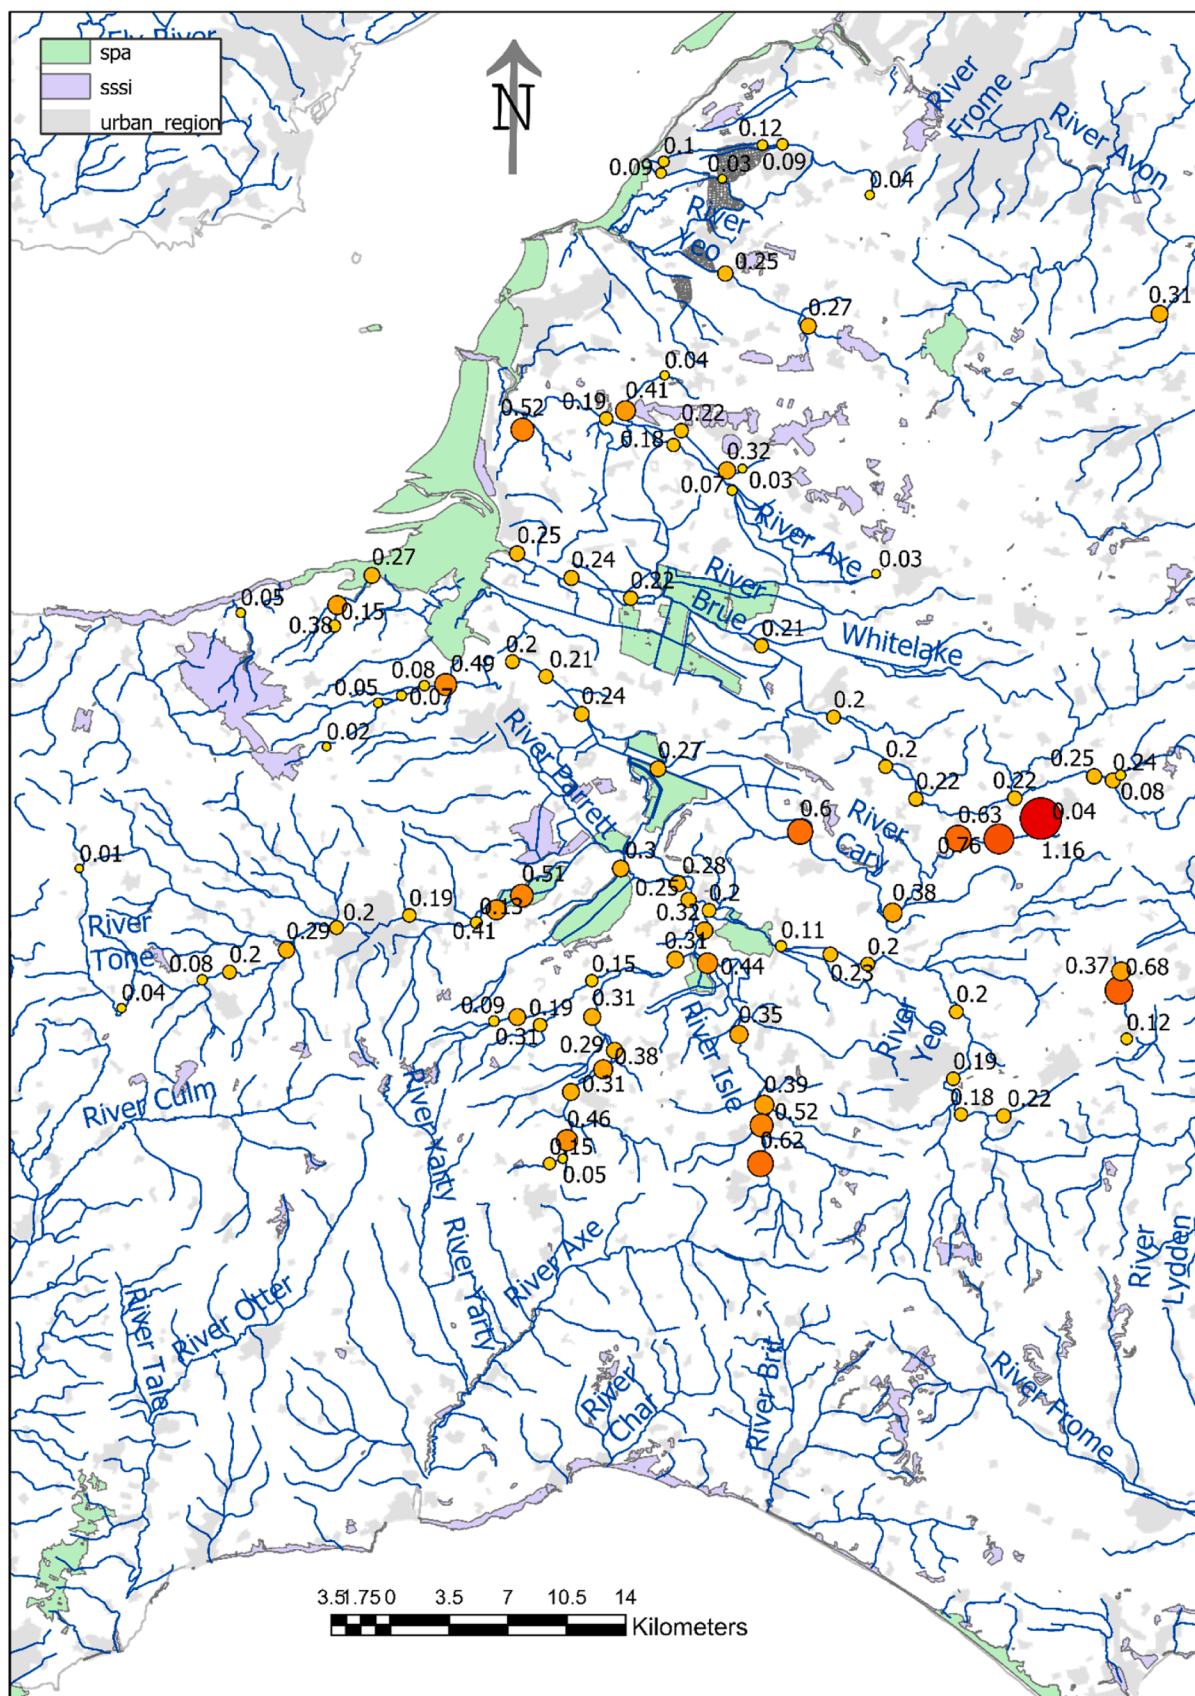 Ely River
spa
sssi
urban_region
N
River
Frome
River Avon
0.12
0.1
0.09
0.03
0.09
0.04
River
Yeo
0.25
0.27
0.31
0.04
0.41
0.52
0.19
0.22
0.18
0.32
0.03
0.07
River Axe
0.03
0.25
0.24
0.27
0.22
River
Brue
0.05
0.15
0.38
0.21
Whitelake
0.2
0.49
0.08
0.21
0.05
0.07
0.24
0.2
0.02
River Parrett
0.27
0.2
0.25
0.24
0.22
0.22
0.08
0.6
0.63
0.04
River
Cary
0.76
1.16
0.01
0.3
0.28
0.51
0.25
0.38
0.2
0.19
0.13
0.2
0.32
0.41
River
Tone
0.29
0.11
0.31
0.2
0.2
0.15
0.44
0.23
0.37
0.68
0.08
0.04
0.09
0.19
0.31
0.2
0.31
River Isle
0.35
River
Yeo
0.12
0.29
0.38
0.19
River Culm
0.31
0.39
0.18
0.22
0.46
0.52
0.15
0.62
0.05
River Yarty
River Yarty
River Axe
River
Lydden
River Otter
River Tale
River
Char
River Brit
River Frome
3.5
1.75
0
3.5
7
10.5
14
Kilometers